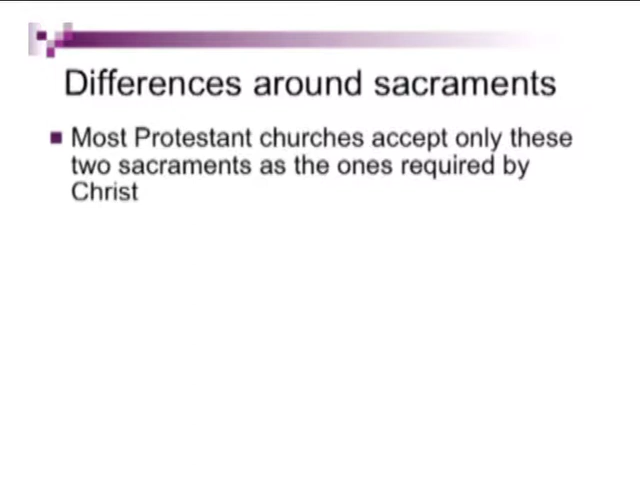 Differences around sacraments
Most Protestant churches accept only these
two sacraments as the ones required by
Christ